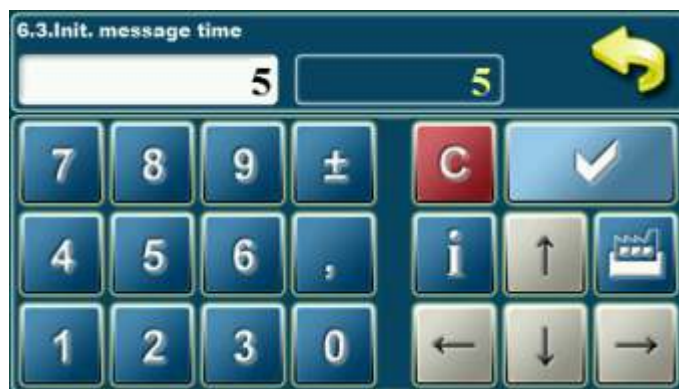 6.3.Init. message time
5 5
7 8 9 ± C
4 5 6 , i ↑
1 2 3 0 ← ↓ →